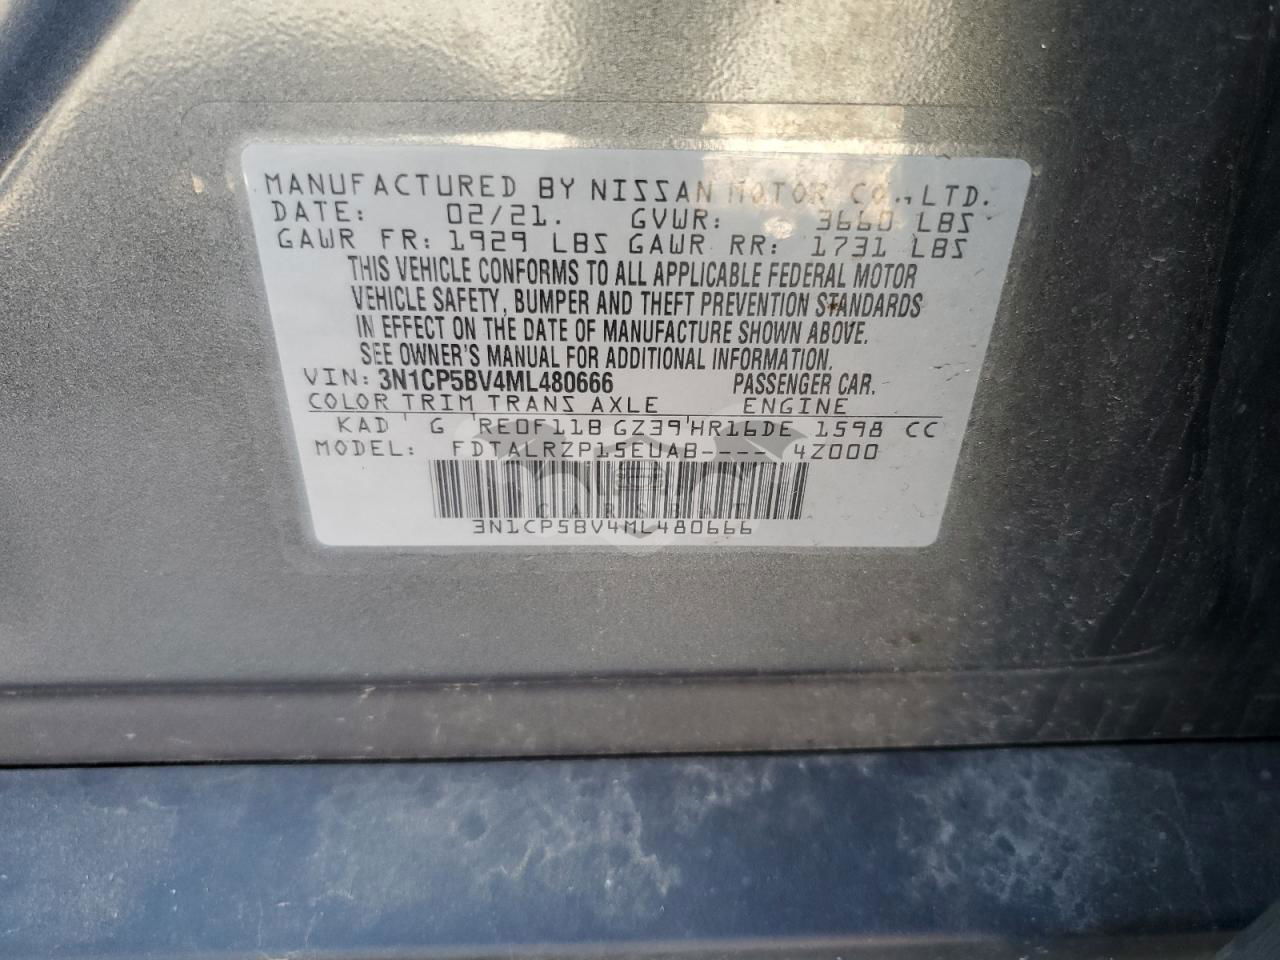 MANUFACTURED BY NISSAN MOTOR CO., LTD.
DATE: 02/21. GVWR: 3660 LBS
GAWR FR: 1929 LBS GAWR RR: 1731 LBS
THIS VEHICLE CONFORMS TO ALL APPLICABLE FEDERAL MOTOR
VEHICLE SAFETY, BUMPER AND THEFT PREVENTION STANDARDS
IN EFFECT ON THE DATE OF MANUFACTURE SHOWN ABOVE.
SEE OWNER'S MANUAL FOR ADDITIONAL INFORMATION.
VIN: 3N1CP5BV4ML480666 PASSENGER CAR.
COLOR TRIM TRANS AXLE ENGINE
KAD ' G ' RE0F11B GZ39'HR16DE 1598 CC
MODEL: FDTALRZP15EUAB---- 4Z000
CARSBAC
3N1CP5BV4ML480666